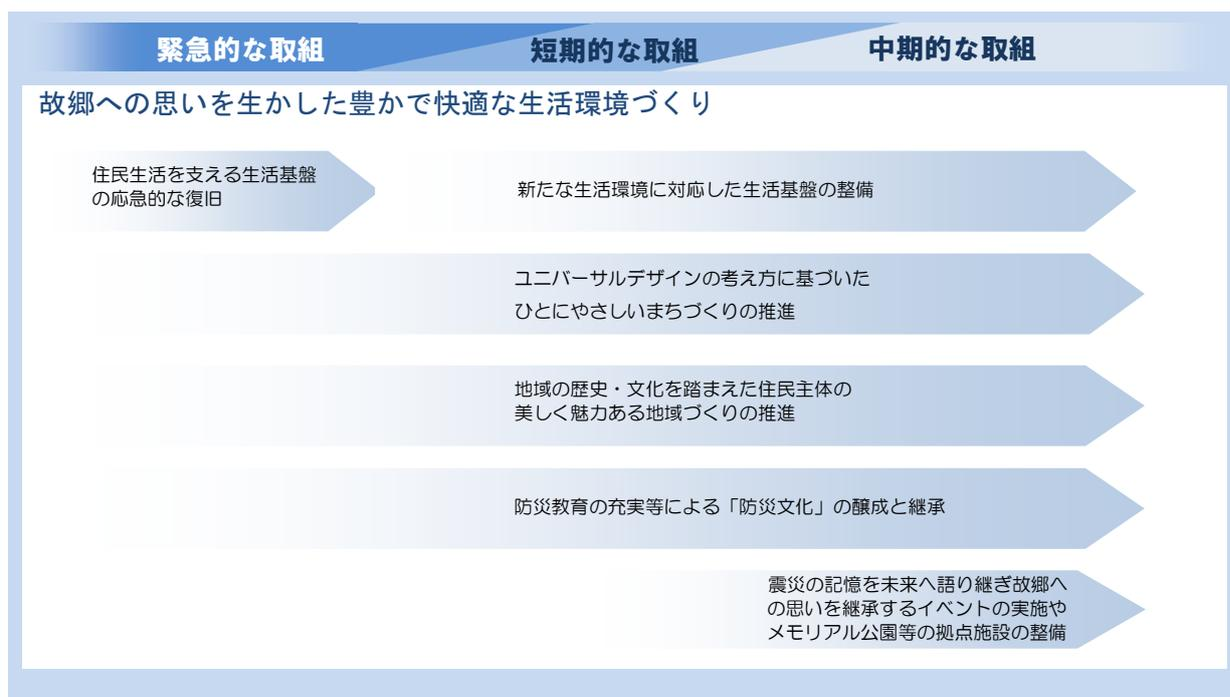 緊急的な取組
短期的な取組
中期的な取組
故郷への思いを生かした豊かで快適な生活環境づくり
住民生活を支える生活基盤
の応急的な復旧
新たな生活環境に対応した生活基盤の整備
ユニバーサルデザインの考え方に基づいた
ひとにやさしいまちづくりの推進
地域の歴史・文化を踏まえた住民主体の
美しく魅力ある地域づくりの推進
防災教育の充実等による「防災文化」の醸成と継承
震災の記憶を未来へ語り継ぎ故郷へ
の思いを継承するイベントの実施や
メモリアル公園等の拠点施設の整備